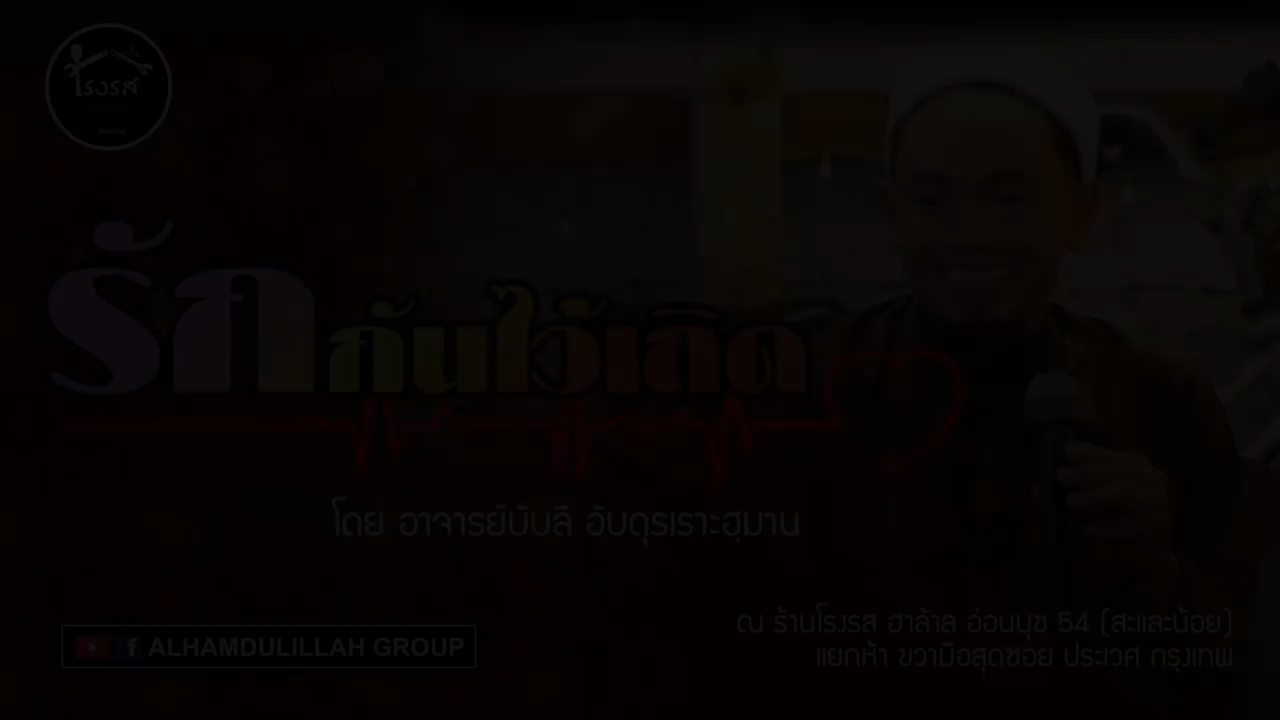 โรงรส
รักกันไว้เถิด
โดย อาจารย์บับลี อับดุรเราะฮฺมาน
ALHAMDULILLAH GROUP
ณ ร้านโรงรส ฮาล้าล อ่อนนุช 54 (สะและน้อย)
แยกห้า ขวามือสุดซอย ประเวศ กรุงเทพ